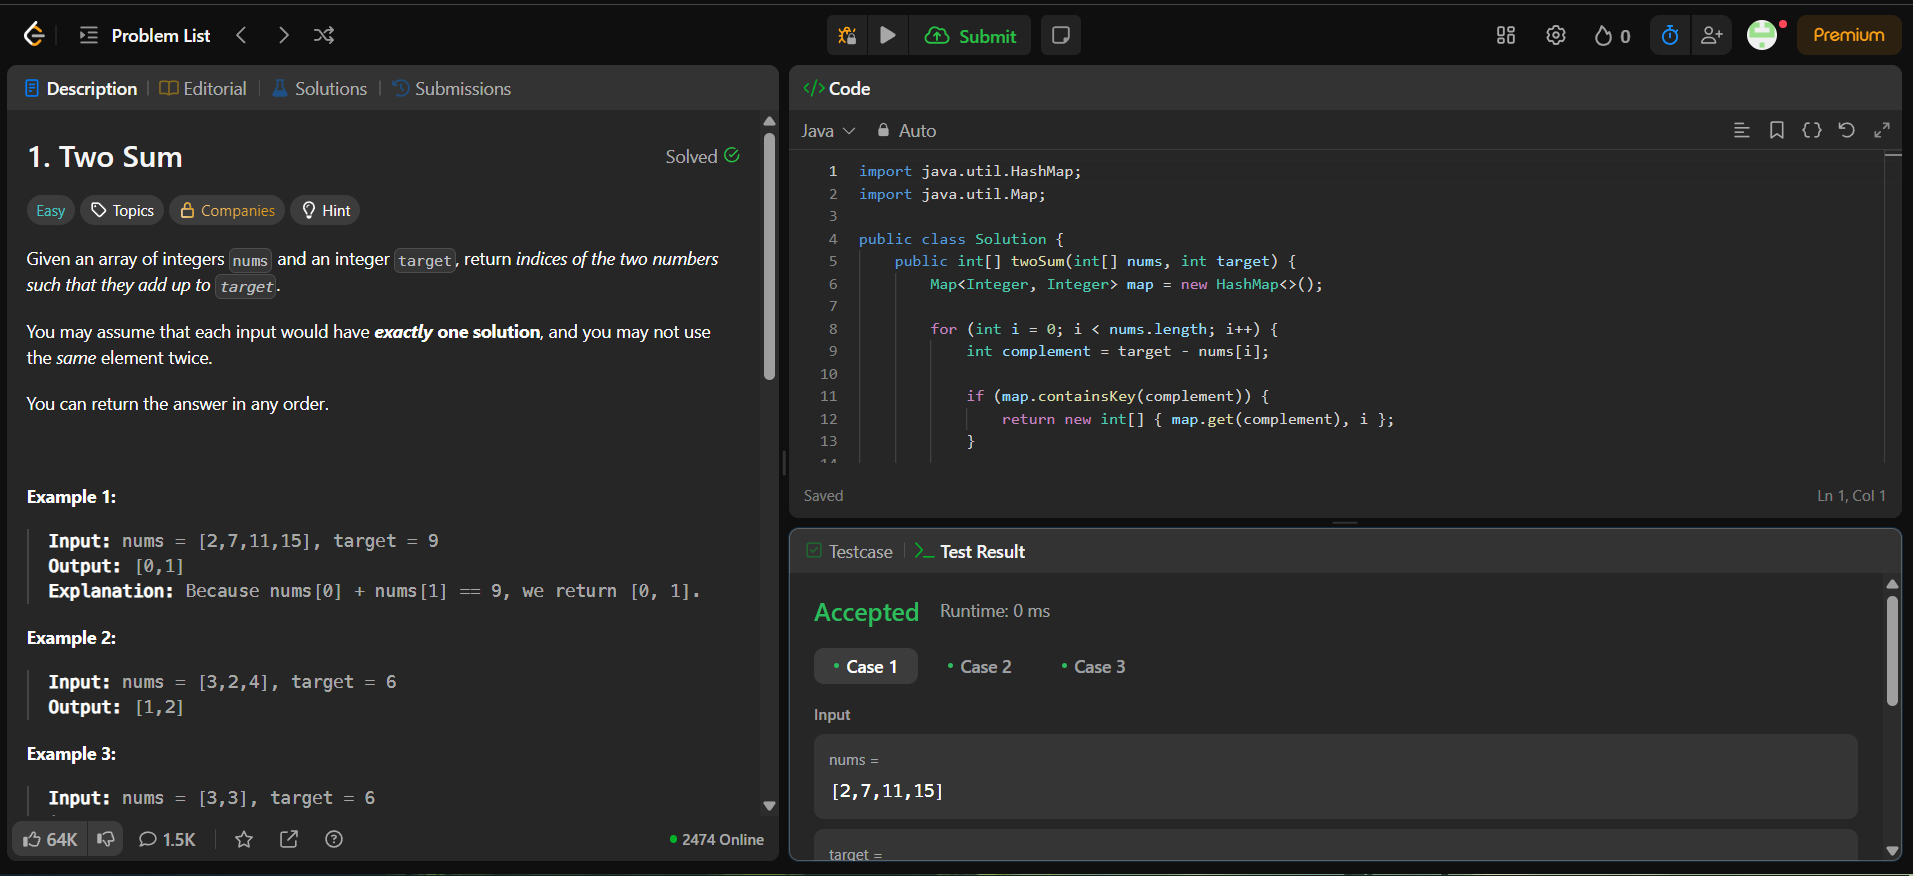 Problem List
Submit
0
Premium
Description
Editorial
Solutions
Submissions
1. Two Sum
Solved
Easy
Topics
Companies
Hint
Given an array of integers nums and an integer target, return indices of the two numbers
such that they add up to target.
You may assume that each input would have exactly one solution, and you may not use
the same element twice.
You can return the answer in any order.
Example 1:
Input: nums = [2,7,11,15], target = 9
Output: [0,1]
Explanation: Because nums[0] + nums[1] == 9, we return [0, 1].
Example 2:
Input: nums = [3,2,4], target = 6
Output: [1,2]
Example 3:
Input: nums = [3,3], target = 6
64K
1.5K
2474 Online
</> Code
Java
Auto
1 import java.util.HashMap;
2 import java.util.Map;
3
4 public class Solution {
5 public int[] twoSum(int[] nums, int target) {
6 Map<Integer, Integer> map = new HashMap<>();
7
8 for (int i = 0; i < nums.length; i++) {
9 int complement = target - nums[i];
10
11 if (map.containsKey(complement)) {
12 return new int[] { map.get(complement), i };
13 }
14
Saved
Ln 1, Col 1
Testcase
Test Result
Accepted
Runtime: 0 ms
Case 1
Case 2
Case 3
Input
nums =
[2,7,11,15]
target =